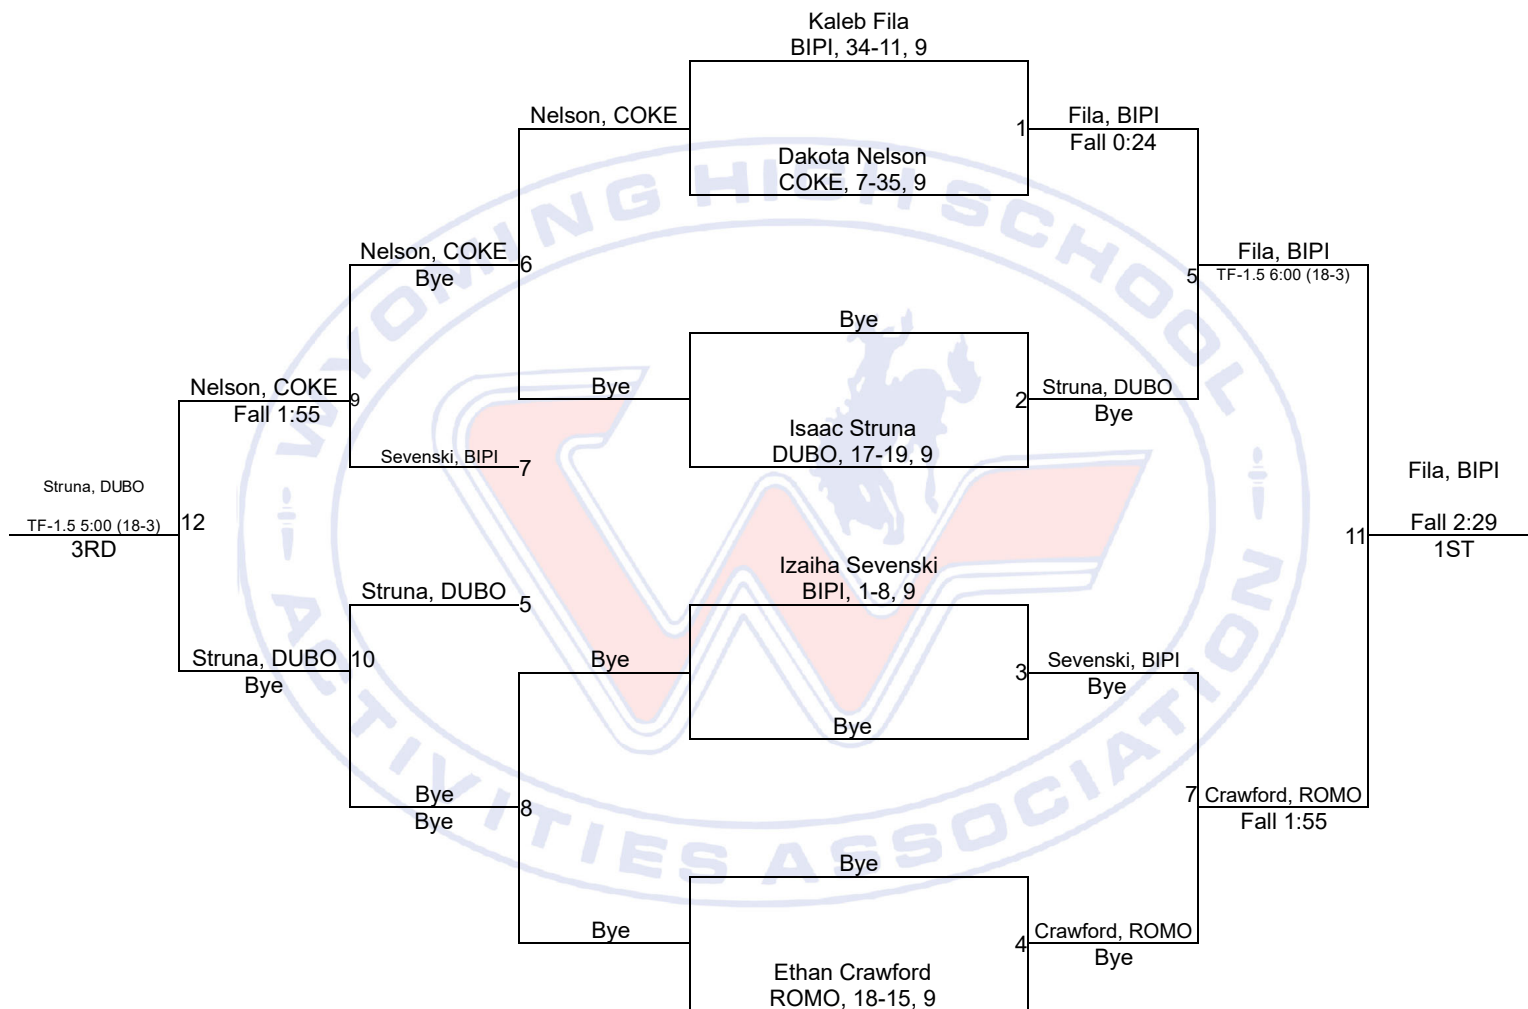 Kaleb Fila
BIPI, 34-11, 9
Nelson, COKE
1
Fila, BIPI
Fall 0:24
Dakota Nelson
COKE, 7-35, 9
Nelson, COKE
Bye
6
5
Fila, BIPI
TF-1.5 6:00 (18-3)
Bye
Nelson, COKE
Fall 1:55
9
Bye
2
Struna, DUBO
Bye
Isaac Struna
DUBO, 17-19, 9
Sevenski, BIPI
7
Struna, DUBO
TF-1.5 5:00 (18-3)
3RD
12
Fila, BIPI
Fall 2:29
1ST
11
Izaiha Sevenski
BIPI, 1-8, 9
Struna, DUBO
5
Struna, DUBO
Bye
10
Bye
3
Sevenski, BIPI
Bye
Bye
Bye
Bye
8
7
Crawford, ROMO
Fall 1:55
Bye
Bye
4
Crawford, ROMO
Bye
Ethan Crawford
ROMO, 18-15, 9
WYOMING HIGH SCHOOL
ACTIVITIES ASSOCIATION